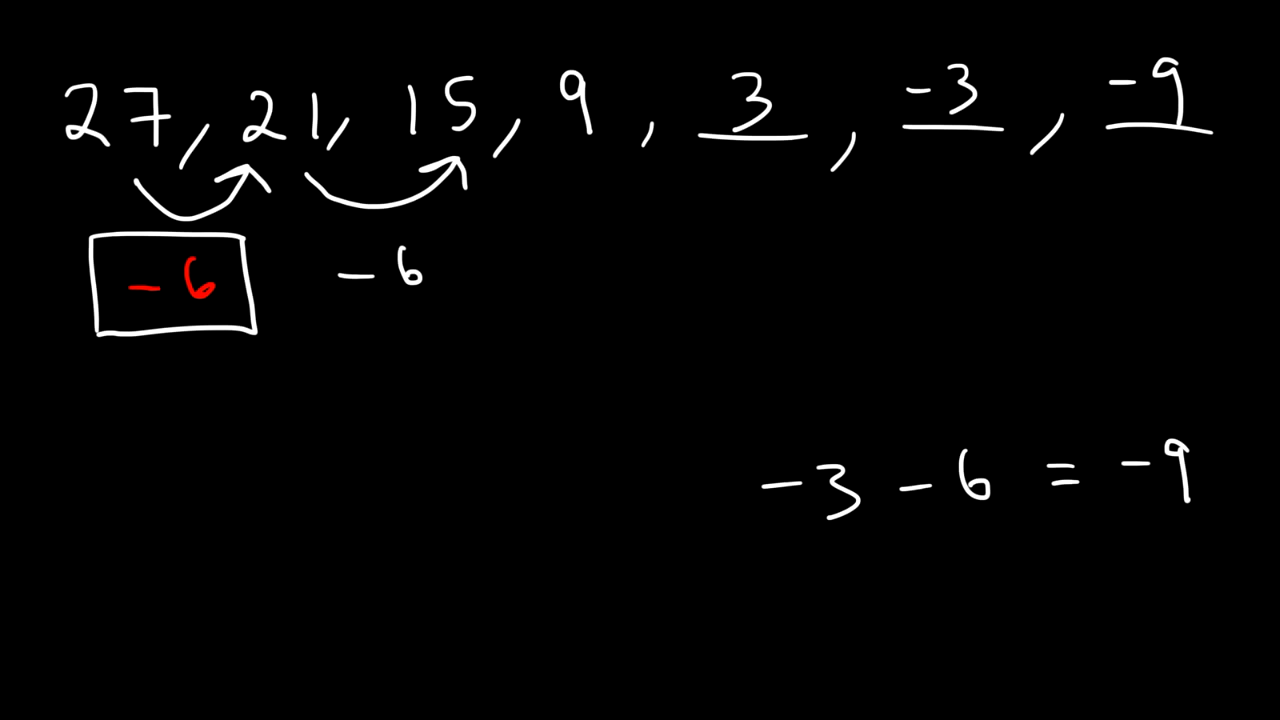 27, 21, 15, 9, 3, -3, -9
-6 -6
-3 - 6 = -9